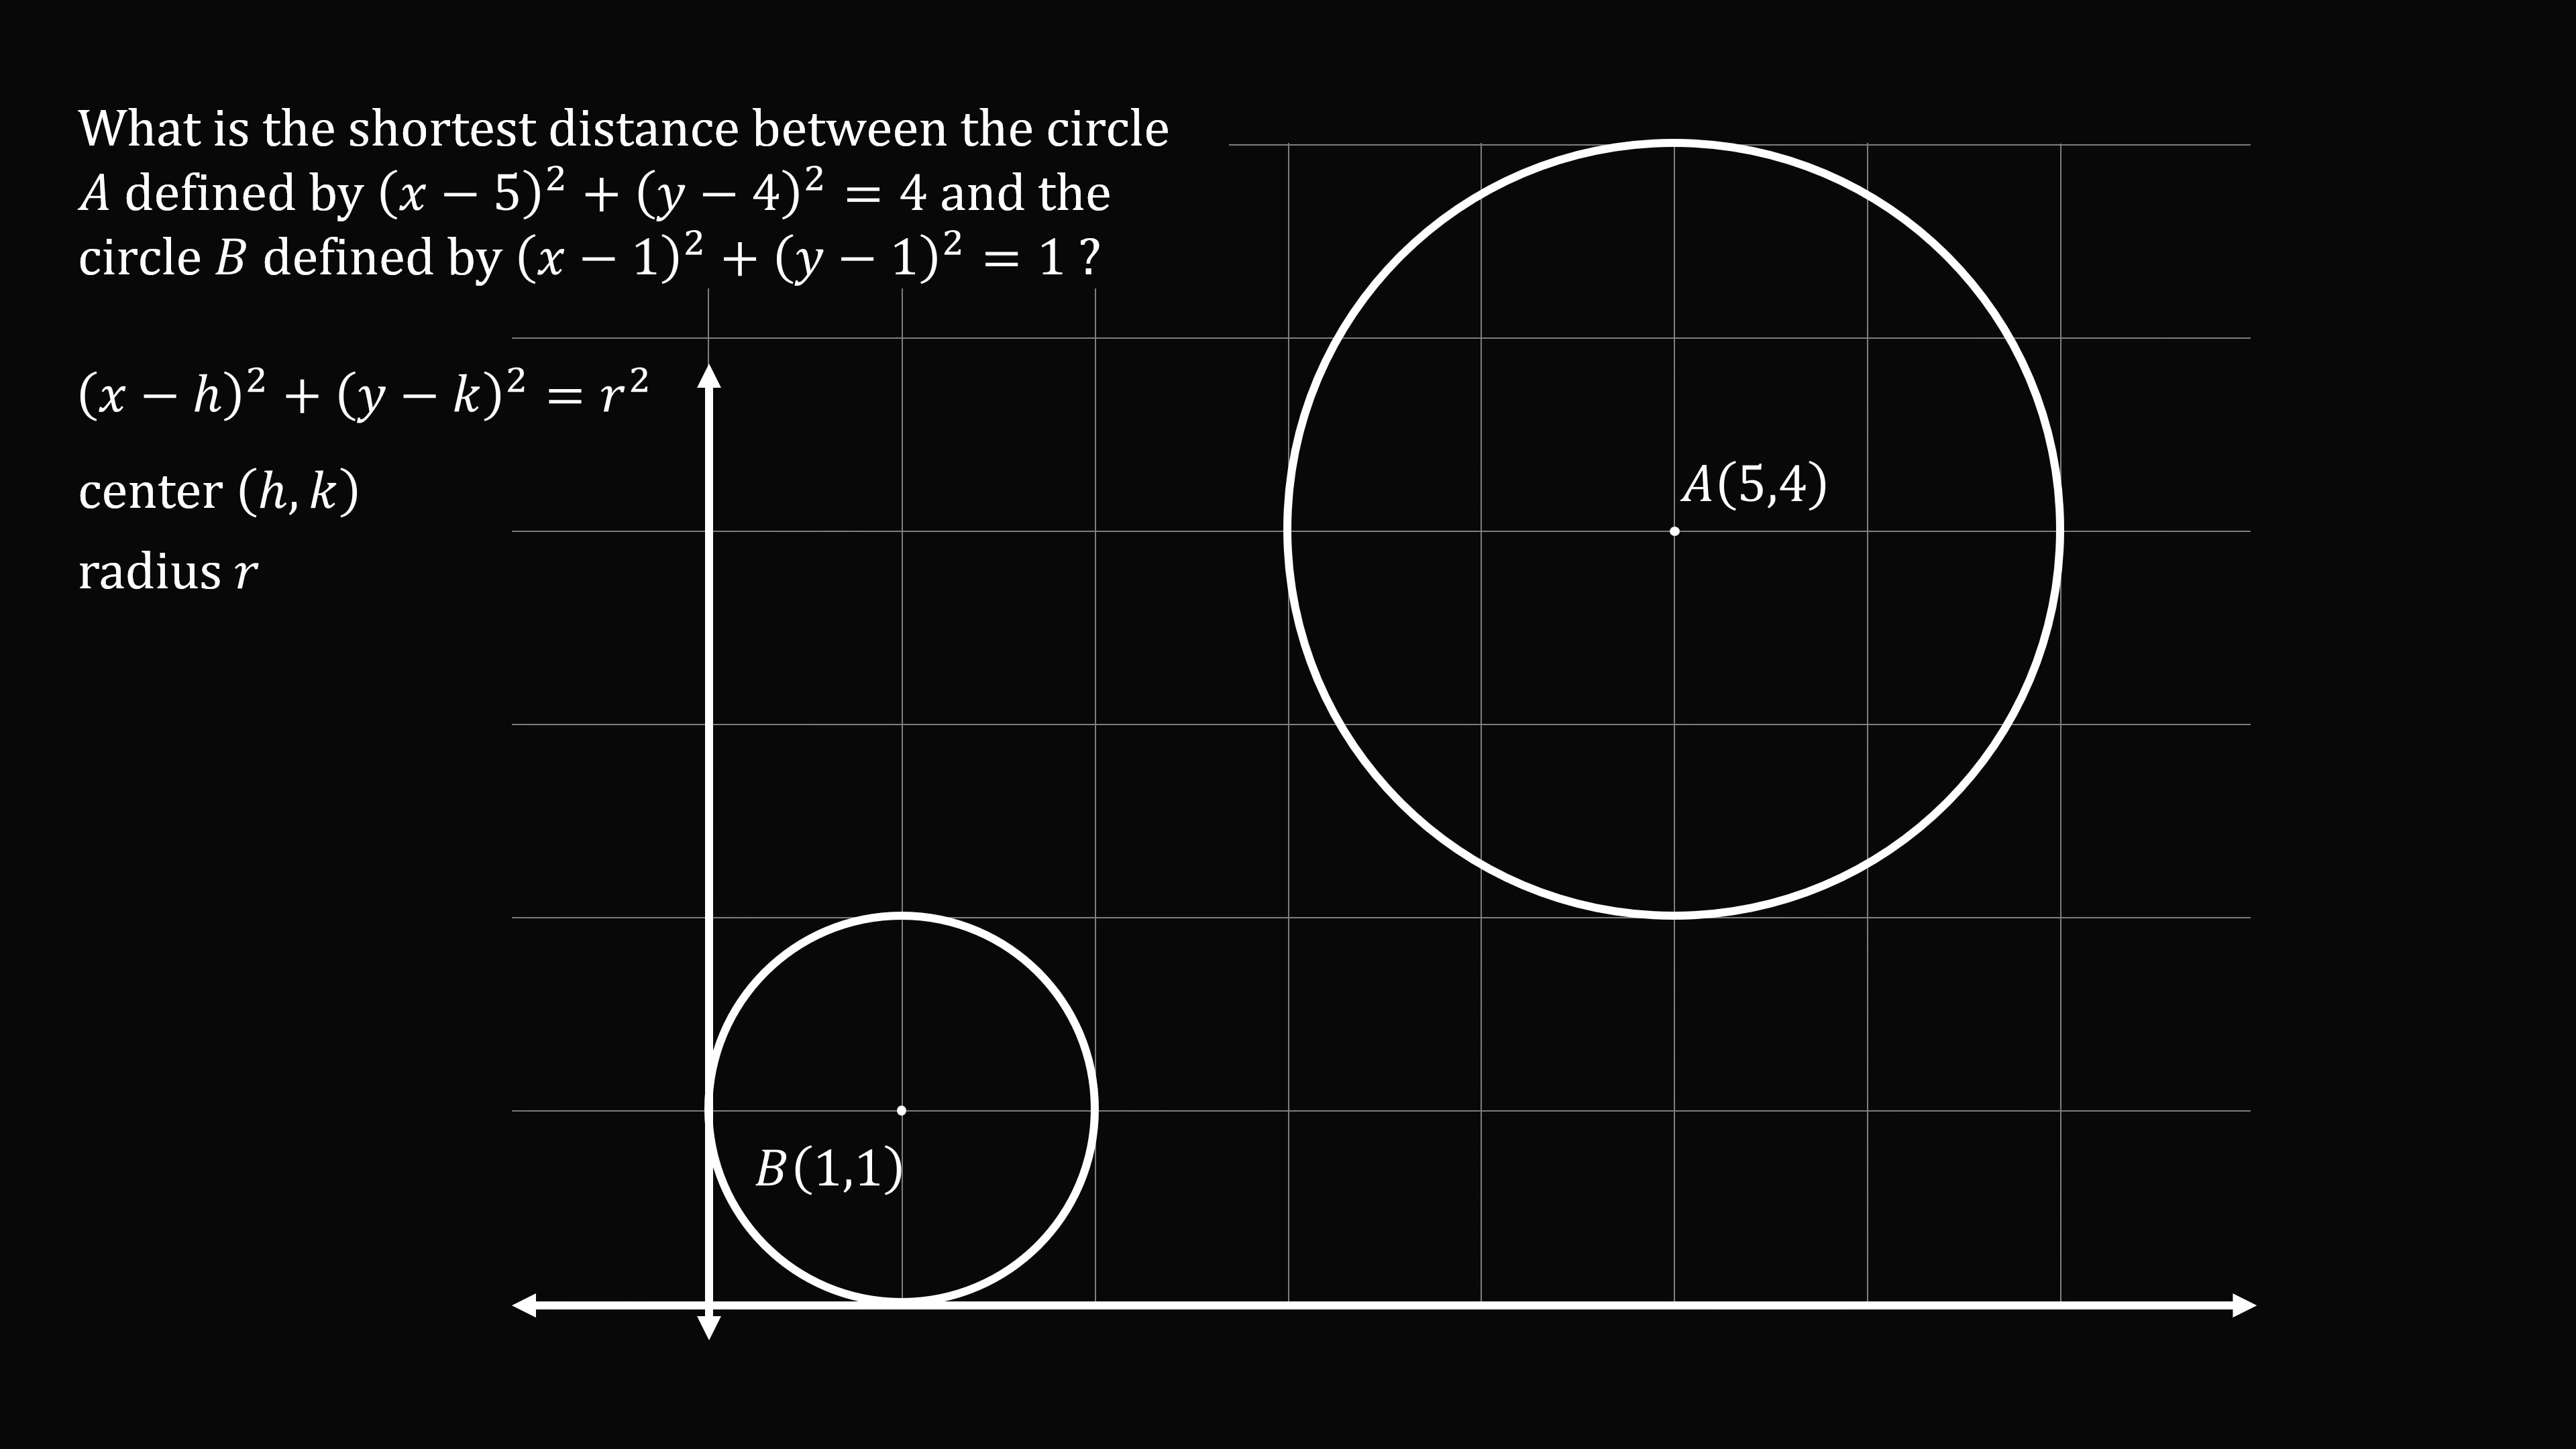 What is the shortest distance between the circle
A defined by (x − 5)² + (y − 4)² = 4 and the
circle B defined by (x − 1)² + (y − 1)² = 1 ?
(x − h)² + (y − k)² = r²
center (h, k)
radius r
A(5,4)
B(1,1)